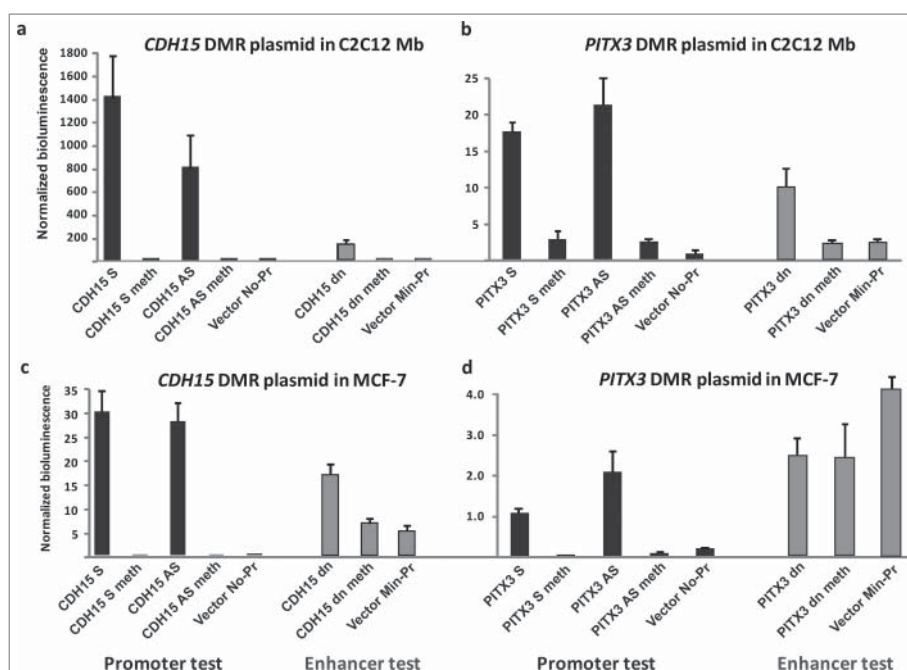 a
CDH15 DMR plasmid in C2C12 Mb
Normalized bioluminescence
1800
1600
1400
1200
1000
800
600
400
200
CDH15 S
CDH15 S meth
CDH15 AS
CDH15 AS meth
Vector No-Pr
CDH15 dn
CDH15 dn meth
Vector Min-Pr
b
PITX3 DMR plasmid in C2C12 Mb
25
20
15
10
5
PITX3 S
PITX3 S meth
PITX3 AS
PITX3 AS meth
Vector No-Pr
PITX3 dn
PITX3 dn meth
Vector Min-Pr
c
CDH15 DMR plasmid in MCF-7
Normalized bioluminescence
35
30
25
20
15
10
5
CDH15 S
CDH15 S meth
CDH15 AS
CDH15 AS meth
Vector No-Pr
CDH15 dn
CDH15 dn meth
Vector Min-Pr
Promoter test
Enhancer test
d
PITX3 DMR plasmid in MCF-7
4.0
3.0
2.0
1.0
PITX3 S
PITX3 S meth
PITX3 AS
PITX3 AS meth
Vector No-Pr
PITX3 dn
PITX3 dn meth
Vector Min-Pr
Promoter test
Enhancer test